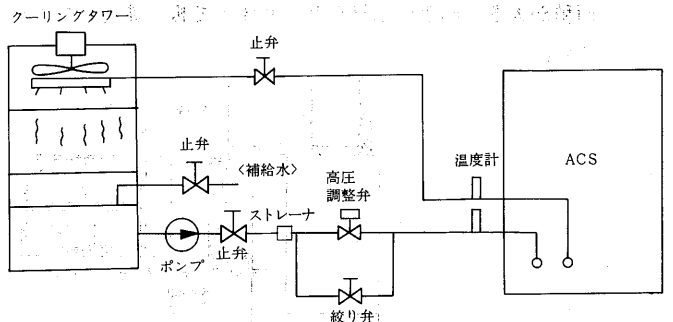 クーリングタワー
止弁
止弁
〈補給水〉
温度計
ACS
高圧
調整弁
ストレーナ
止弁
ポンプ
絞り弁